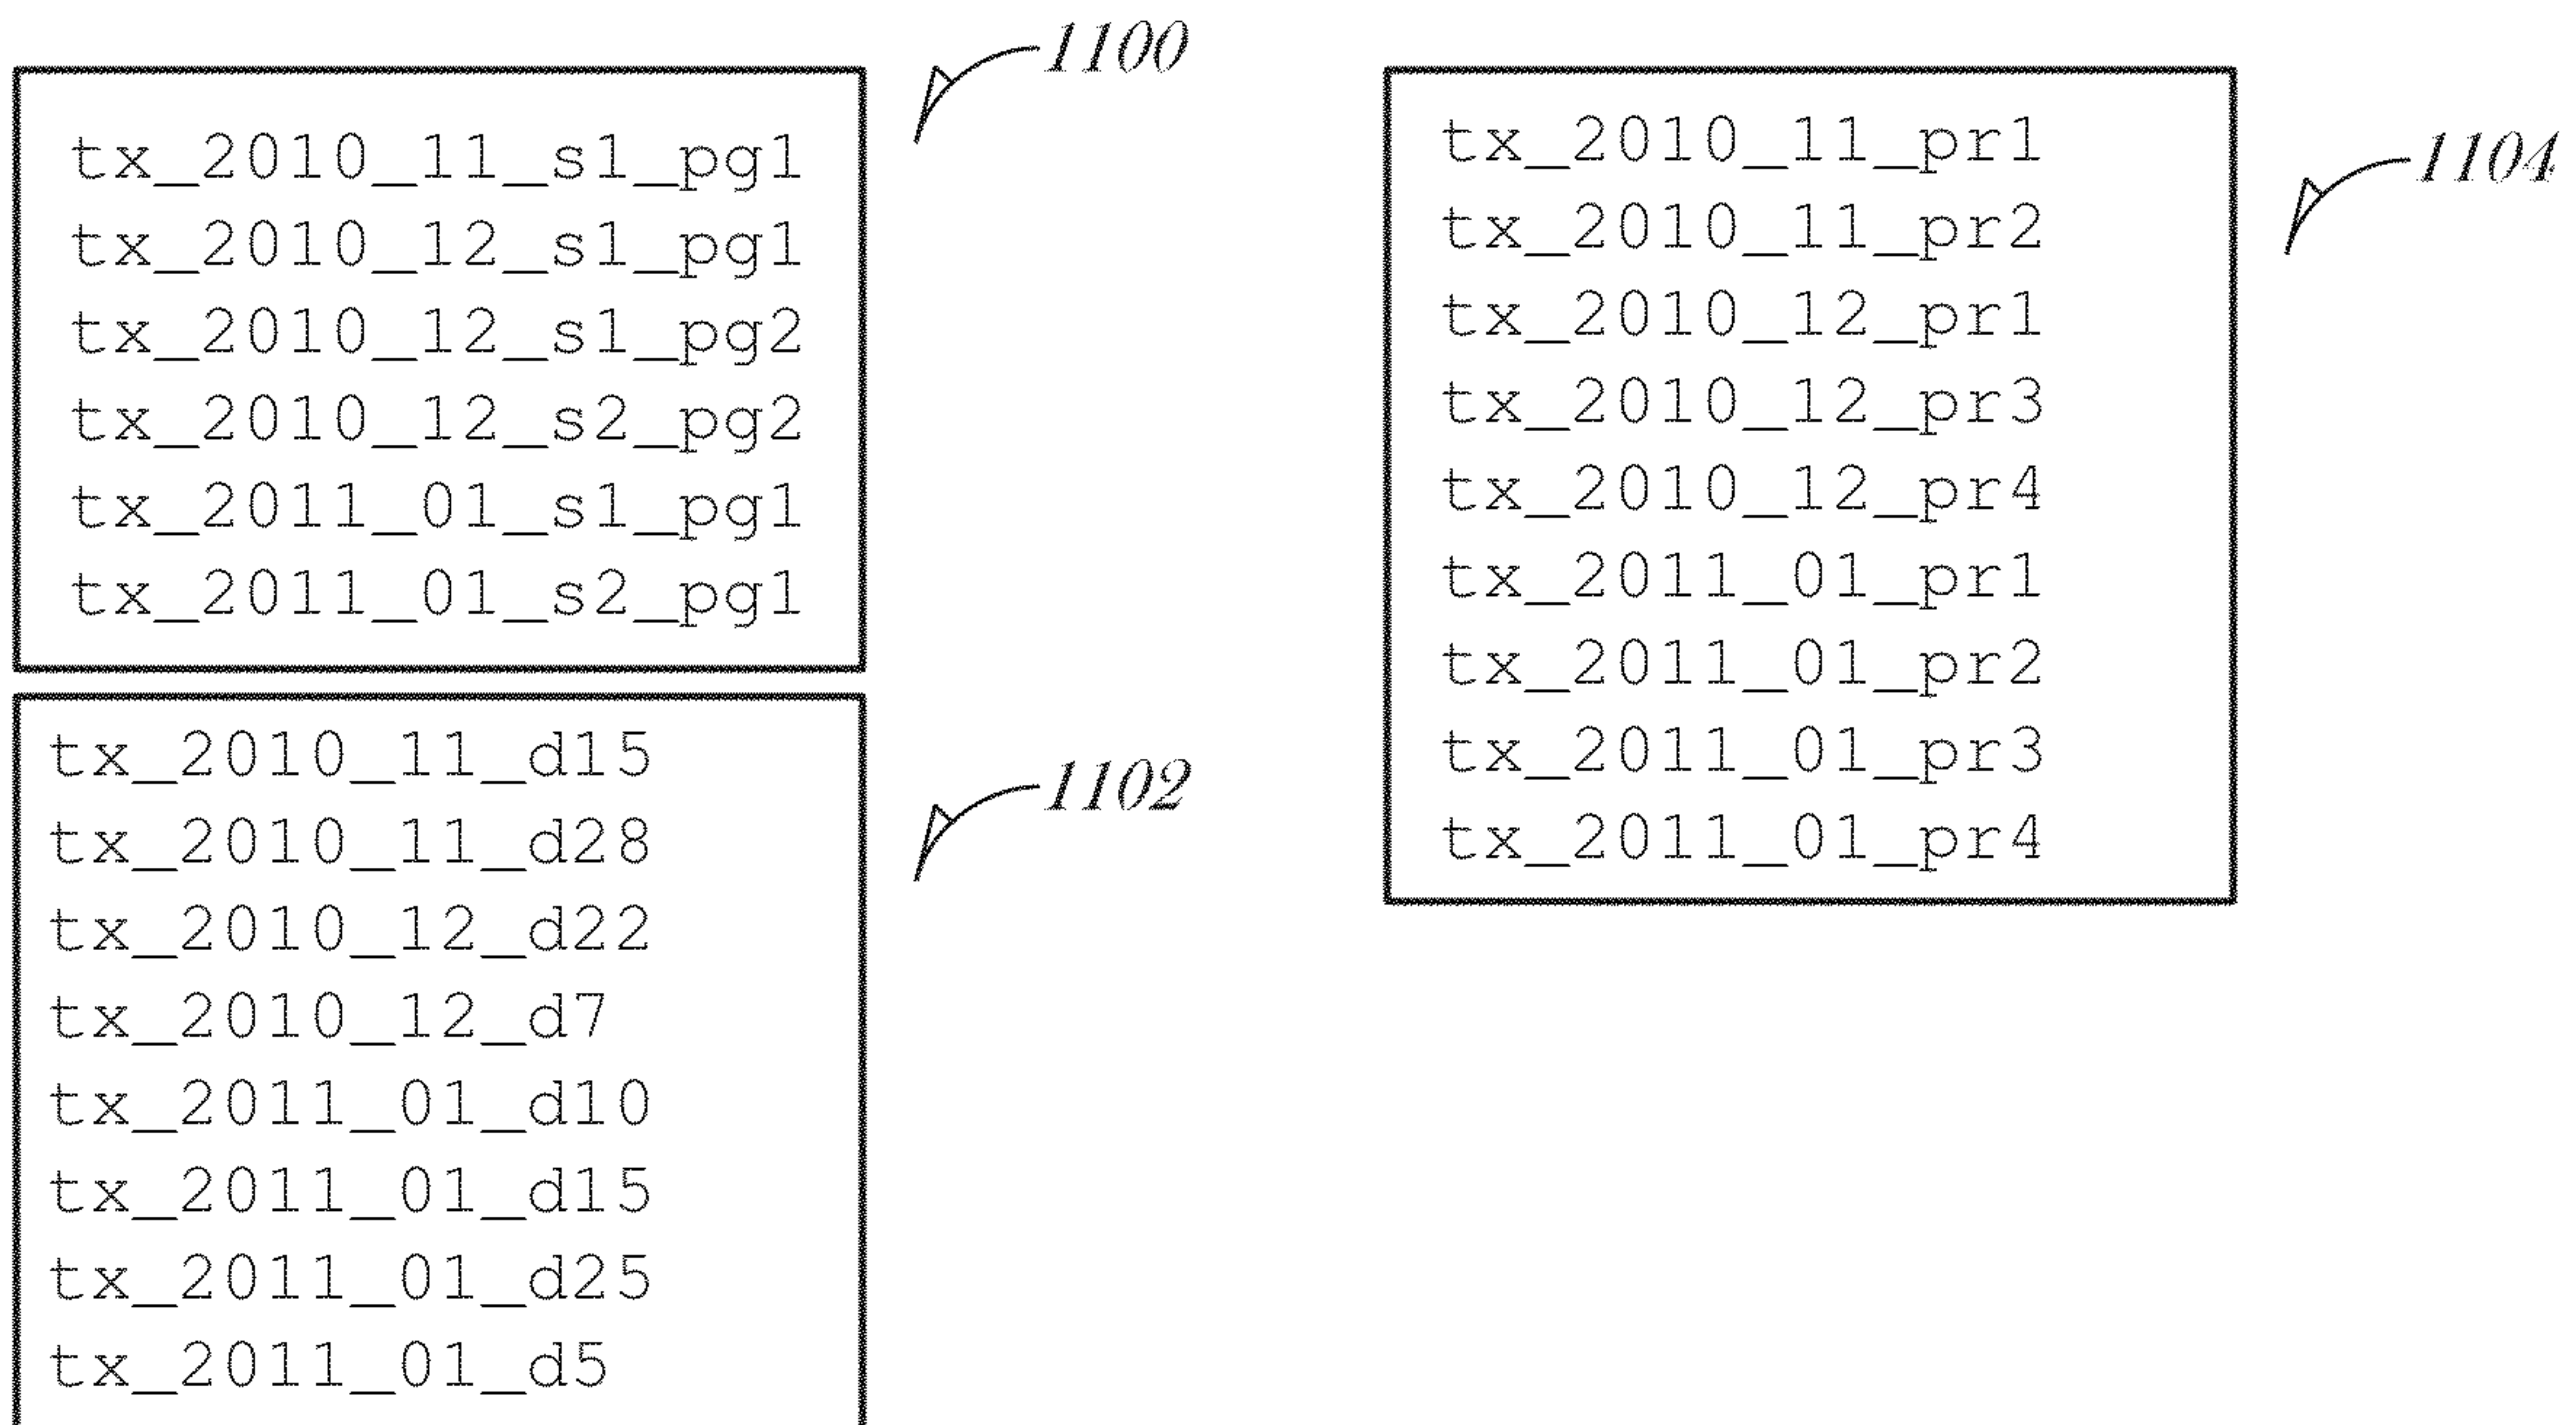 1100
tx_2010_11_s1_pg1
tx_2010_12_s1_pg1
tx_2010_12_s1_pg2
tx_2010_12_s2_pg2
tx_2011_01_s1_pg1
tx_2011_01_s2_pg1
1102
tx_2010_11_d15
tx_2010_11_d28
tx_2010_12_d22
tx_2010_12_d7
tx_2011_01_d10
tx_2011_01_d15
tx_2011_01_d25
tx_2011_01_d5
1104
tx_2010_11_pr1
tx_2010_11_pr2
tx_2010_12_pr1
tx_2010_12_pr3
tx_2010_12_pr4
tx_2011_01_pr1
tx_2011_01_pr2
tx_2011_01_pr3
tx_2011_01_pr4